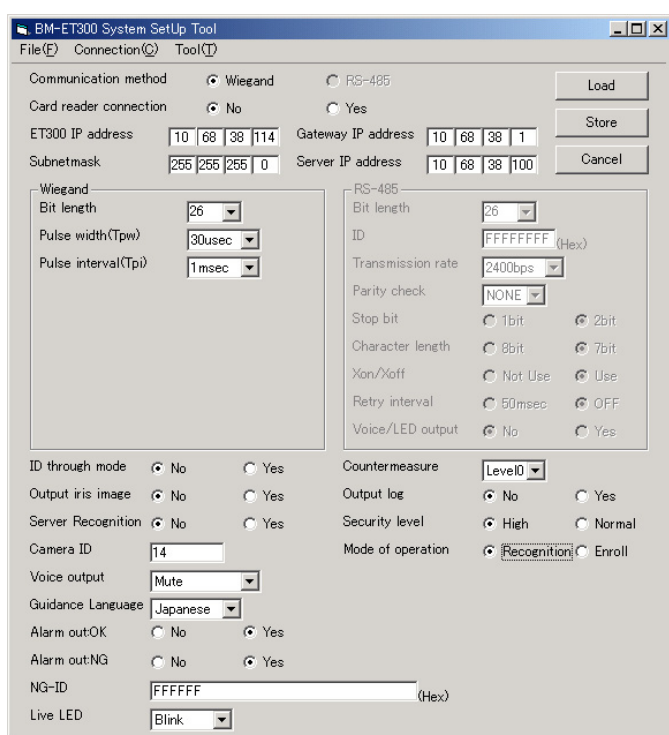 BM-ET300 System SetUp Tool
File(F) Connection(C) Tool(T)
Communication method Wiegand RS-485 Load
Card reader connection No Yes Store
ET300 IP address 10 68 38 114 Gateway IP address 10 68 38 1
Subnetmask 255 255 255 0 Server IP address 10 68 38 100 Cancel
Wiegand
Bit length 26
Pulse width(Tpw) 30usec
Pulse interval(Tpi) 1msec
RS-485
Bit length 26
ID FFFFFFFF (Hex)
Transmission rate 2400bps
Parity check NONE
Stop bit 1bit 2bit
Character length 8bit 7bit
Xon/Xoff Not Use Use
Retry interval 50msec OFF
Voice/LED output No Yes
ID through mode No Yes Countermeasure Level0
Output iris image No Yes Output log No Yes
Server Recognition No Yes Security level High Normal
Camera ID 14 Mode of operation Recognition Enroll
Voice output Mute
Guidance Language Japanese
Alarm out:OK No Yes
Alarm out:NG No Yes
NG-ID FFFFFF (Hex)
Live LED Blink